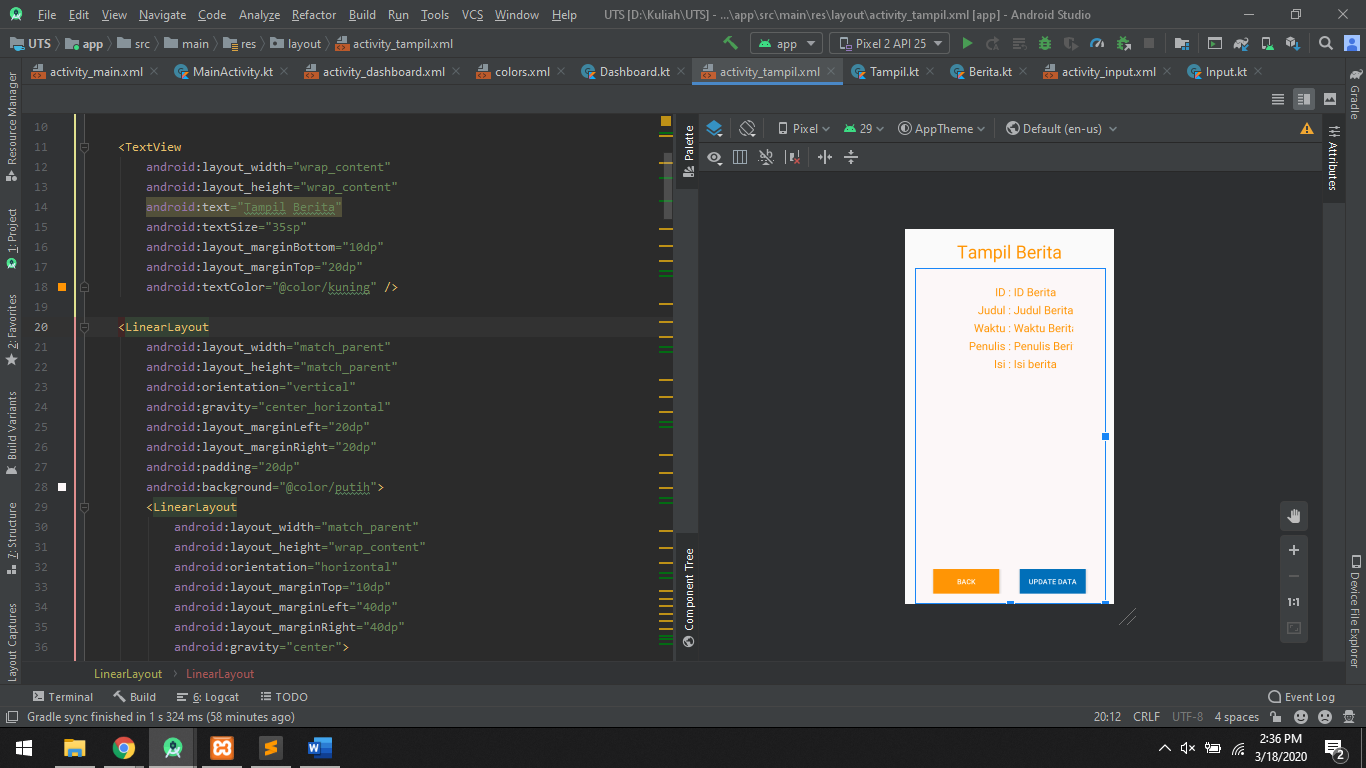 File Edit View Navigate Code Analyze Refactor Build Run Tools VCS Window Help UTS [D:\Kuliah\UTS] - ...\app\src\main\res\layout\activity_tampil.xml [app] - Android Studio
UTS app src main res layout activity_tampil.xml app Pixel 2 API 25
activity_main.xml MainActivity.kt activity_dashboard.xml colors.xml Dashboard.kt activity_tampil.xml Tampil.kt Berita.kt activity_input.xml Input.kt
Resource Manager
1: Project
2: Favorites
Build Variants
7: Structure
Layout Captures
10
11 <TextView
12 android:layout_width="wrap_content"
13 android:layout_height="wrap_content"
14 android:text="Tampil Berita"
15 android:textSize="35sp"
16 android:layout_marginBottom="10dp"
17 android:layout_marginTop="20dp"
18 android:textColor="@color/kuning" />
19
20 <LinearLayout
21 android:layout_width="match_parent"
22 android:layout_height="match_parent"
23 android:orientation="vertical"
24 android:gravity="center_horizontal"
25 android:layout_marginLeft="20dp"
26 android:layout_marginRight="20dp"
27 android:padding="20dp"
28 android:background="@color/putih">
29 <LinearLayout
30 android:layout_width="match_parent"
31 android:layout_height="wrap_content"
32 android:orientation="horizontal"
33 android:layout_marginTop="10dp"
34 android:layout_marginLeft="40dp"
35 android:layout_marginRight="40dp"
36 android:gravity="center">
Palette
Component Tree
Pixel 29 AppTheme Default (en-us)
Tampil Berita
ID : ID Berita
Judul : Judul Berita
Waktu : Waktu Berita
Penulis : Penulis Beri
Isi : Isi berita
BACK UPDATE DATA
1:1
Gradle
Attributes
Device File Explorer
LinearLayout LinearLayout
Terminal Build 6: Logcat TODO Event Log
Gradle sync finished in 1 s 324 ms (58 minutes ago) 20:12 CRLF UTF-8 4 spaces
2:36 PM
3/18/2020
2